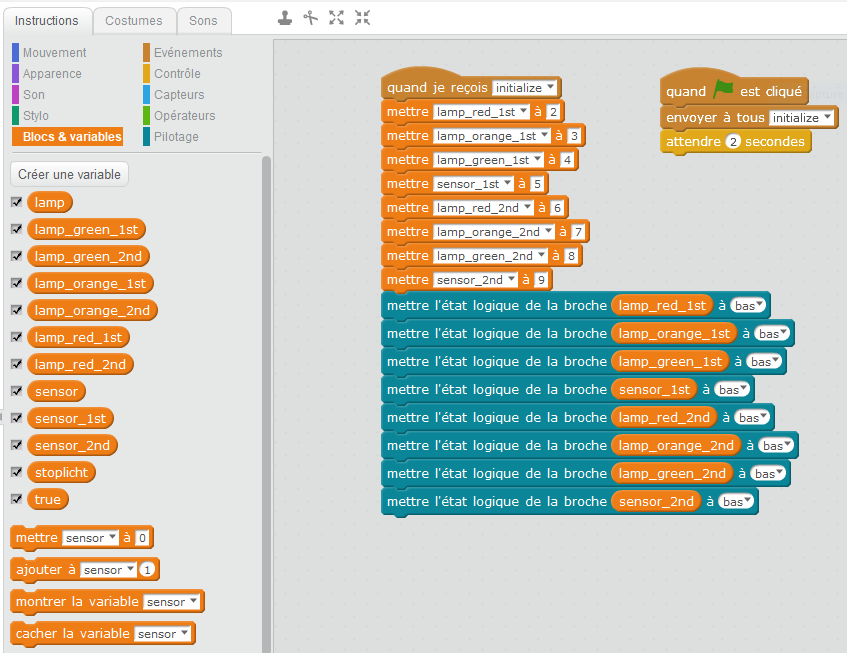 Instructions Costumes Sons
Mouvement Evénements
Apparence Contrôle
Son Capteurs
Stylo Opérateurs
Blocs & variables Pilotage
Créer une variable
lamp
lamp_green_1st
lamp_green_2nd
lamp_orange_1st
lamp_orange_2nd
lamp_red_1st
lamp_red_2nd
sensor
sensor_1st
sensor_2nd
stoplicht
true
mettre sensor à 0
ajouter à sensor 1
montrer la variable sensor
cacher la variable sensor
quand je reçois initialize
mettre lamp_red_1st à 2
mettre lamp_orange_1st à 3
mettre lamp_green_1st à 4
mettre sensor_1st à 5
mettre lamp_red_2nd à 6
mettre lamp_orange_2nd à 7
mettre lamp_green_2nd à 8
mettre sensor_2nd à 9
mettre l'état logique de la broche lamp_red_1st à bas
mettre l'état logique de la broche lamp_orange_1st à bas
mettre l'état logique de la broche lamp_green_1st à bas
mettre l'état logique de la broche sensor_1st à bas
mettre l'état logique de la broche lamp_red_2nd à bas
mettre l'état logique de la broche lamp_orange_2nd à bas
mettre l'état logique de la broche lamp_green_2nd à bas
mettre l'état logique de la broche sensor_2nd à bas
quand est cliqué
envoyer à tous initialize
attendre 2 secondes